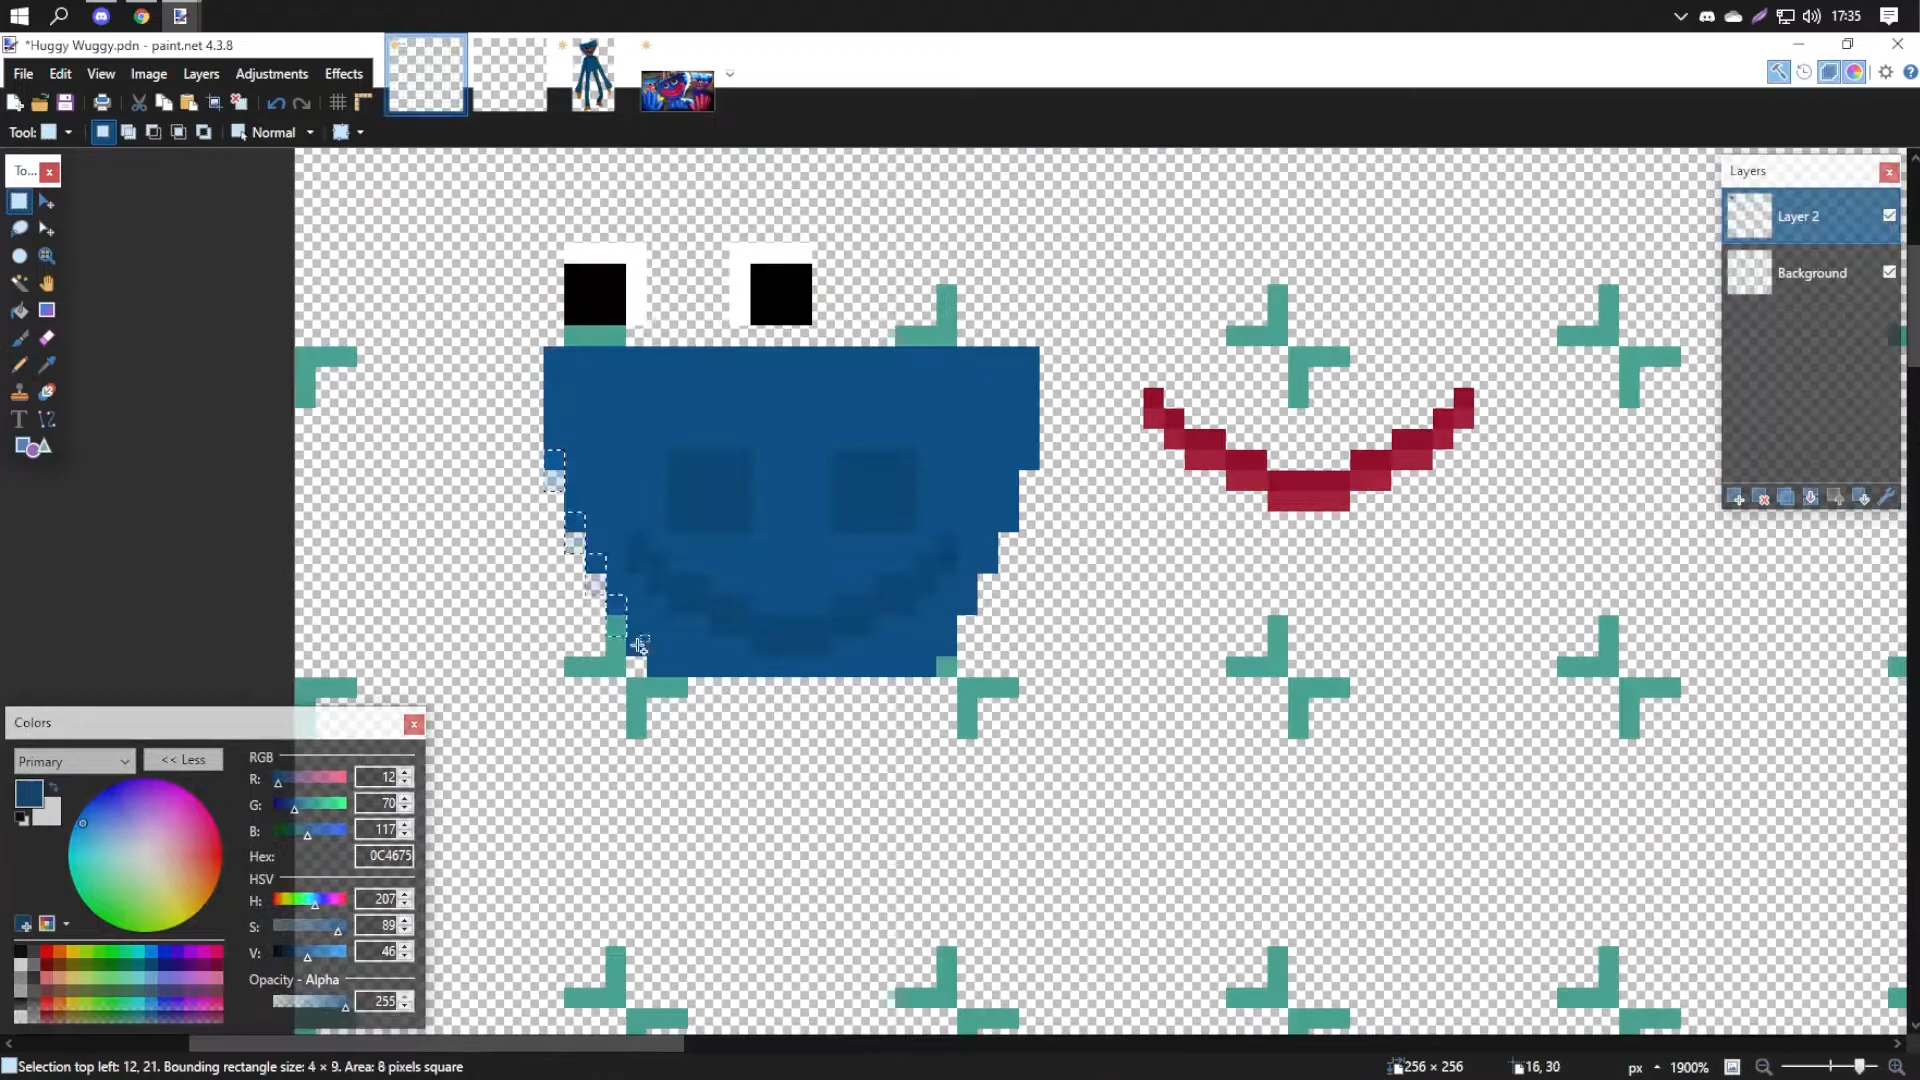 17:35
*Huggy Wuggy.pdn - paint.net 4.3.8
File Edit View Image Layers Adjustments Effects
Tool: Normal
To...
Layers
Layer 2
Background
Colors
Primary
<< Less
RGB
R: 12
G: 70
B: 117
Hex: 0C4675
HSV
H: 207
S: 89
V: 46
Opacity - Alpha
255
Selection top left: 12, 21. Bounding rectangle size: 4 × 9. Area: 8 pixels square
256 × 256
16, 30
px
1900%